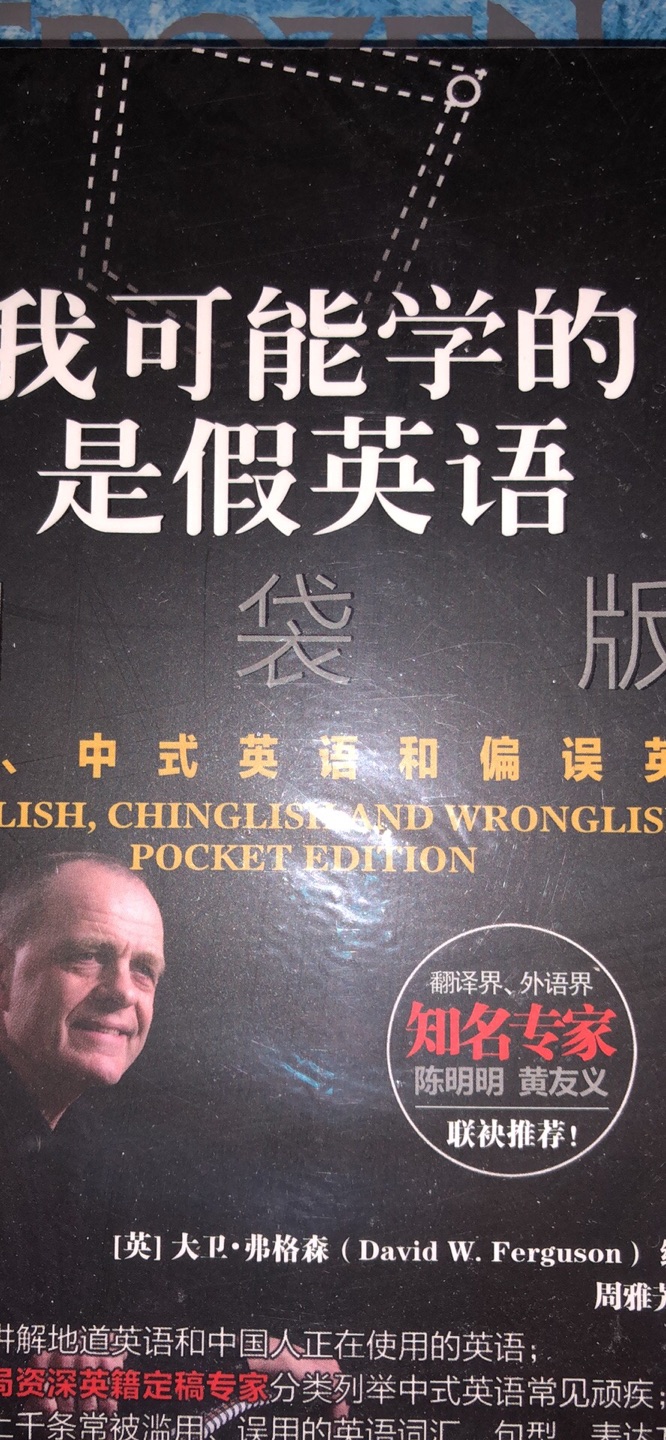 FROZEN
我可能学的
是假英语
袋 版
、中式英语和偏误英
LISH, CHINGLISH AND WRONGLIS
POCKET EDITION
翻译界、外语界
知名专家
陈明明 黄友义
联袂推荐!
[英] 大卫·弗格森(David W. Ferguson)
周雅芳
讲解地道英语和中国人正在使用的英语;
局资深英籍定稿专家分类列举中式英语常见顽疾;
上千条常被滥用、误用的英语词汇、句型、表达